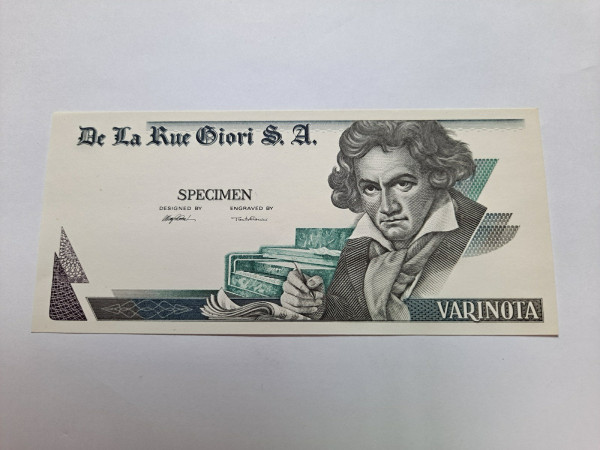 De La Rue Giori S. A.
SPECIMEN
DESIGNED BY ENGRAVED BY
VARINOTA